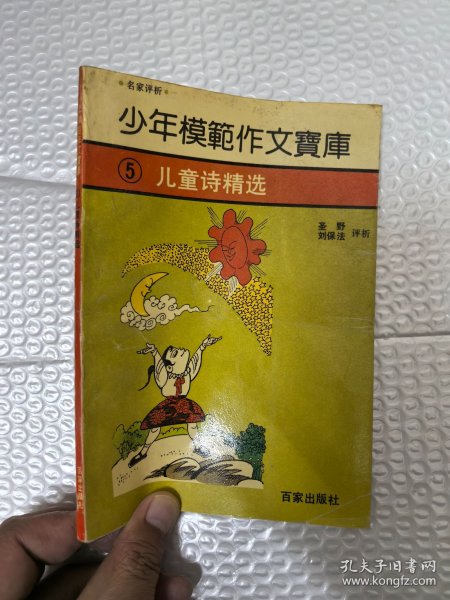 名家评析
少年模範作文寶庫
⑤ 儿童诗精选
圣野
刘保法 评析
百家出版社
孔夫子旧书网
www.kongfz.com